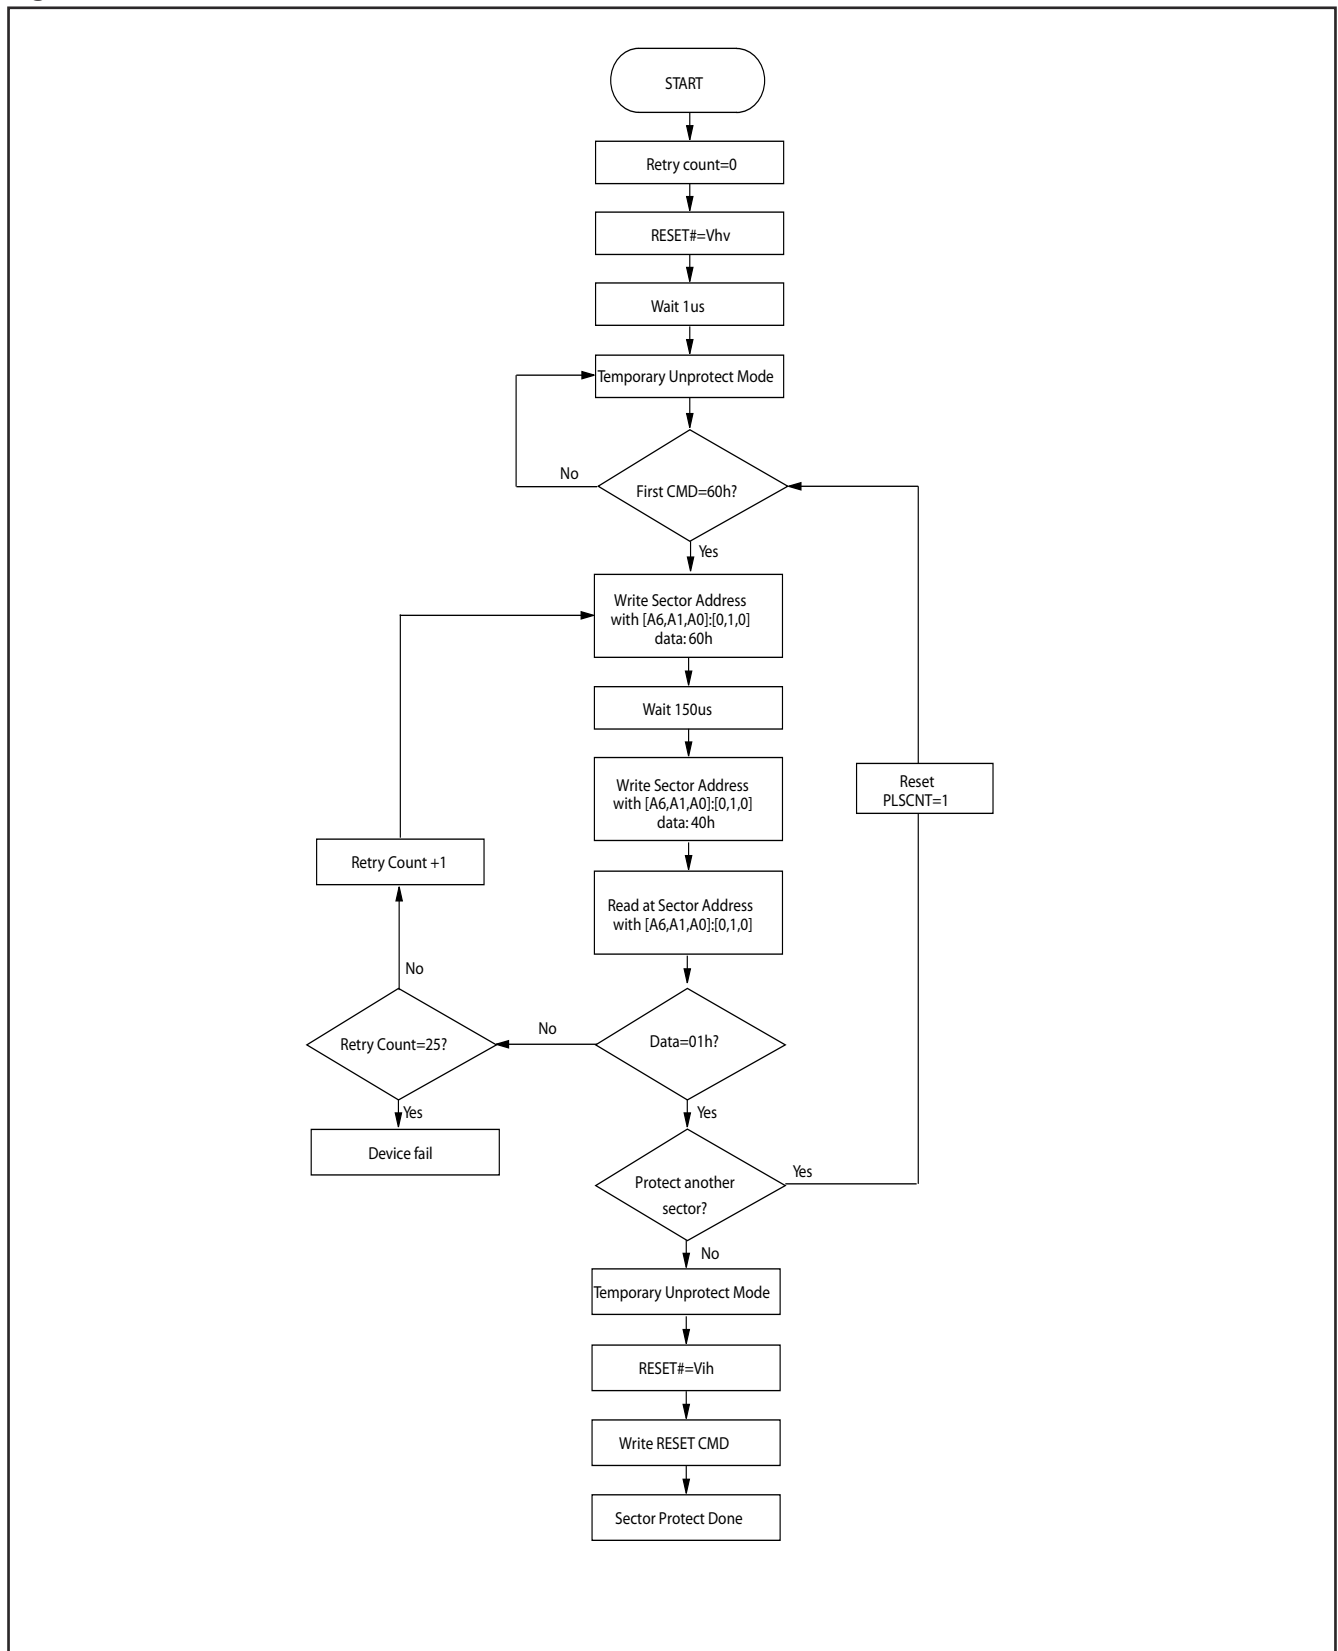 START
Retry count=0
RESET#=Vhv
Wait 1us
Temporary Unprotect Mode
No
First CMD=60h?
Yes
Write Sector Address
with [A6,A1,A0]:[0,1,0]
data: 60h
Wait 150us
Write Sector Address
with [A6,A1,A0]:[0,1,0]
data: 40h
Reset
PLSCNT=1
Retry Count +1
Read at Sector Address
with [A6,A1,A0]:[0,1,0]
No
Retry Count=25?
No
Data=01h?
Yes
Yes
Device fail
Protect another
sector?
Yes
No
Temporary Unprotect Mode
RESET#=Vih
Write RESET CMD
Sector Protect Done